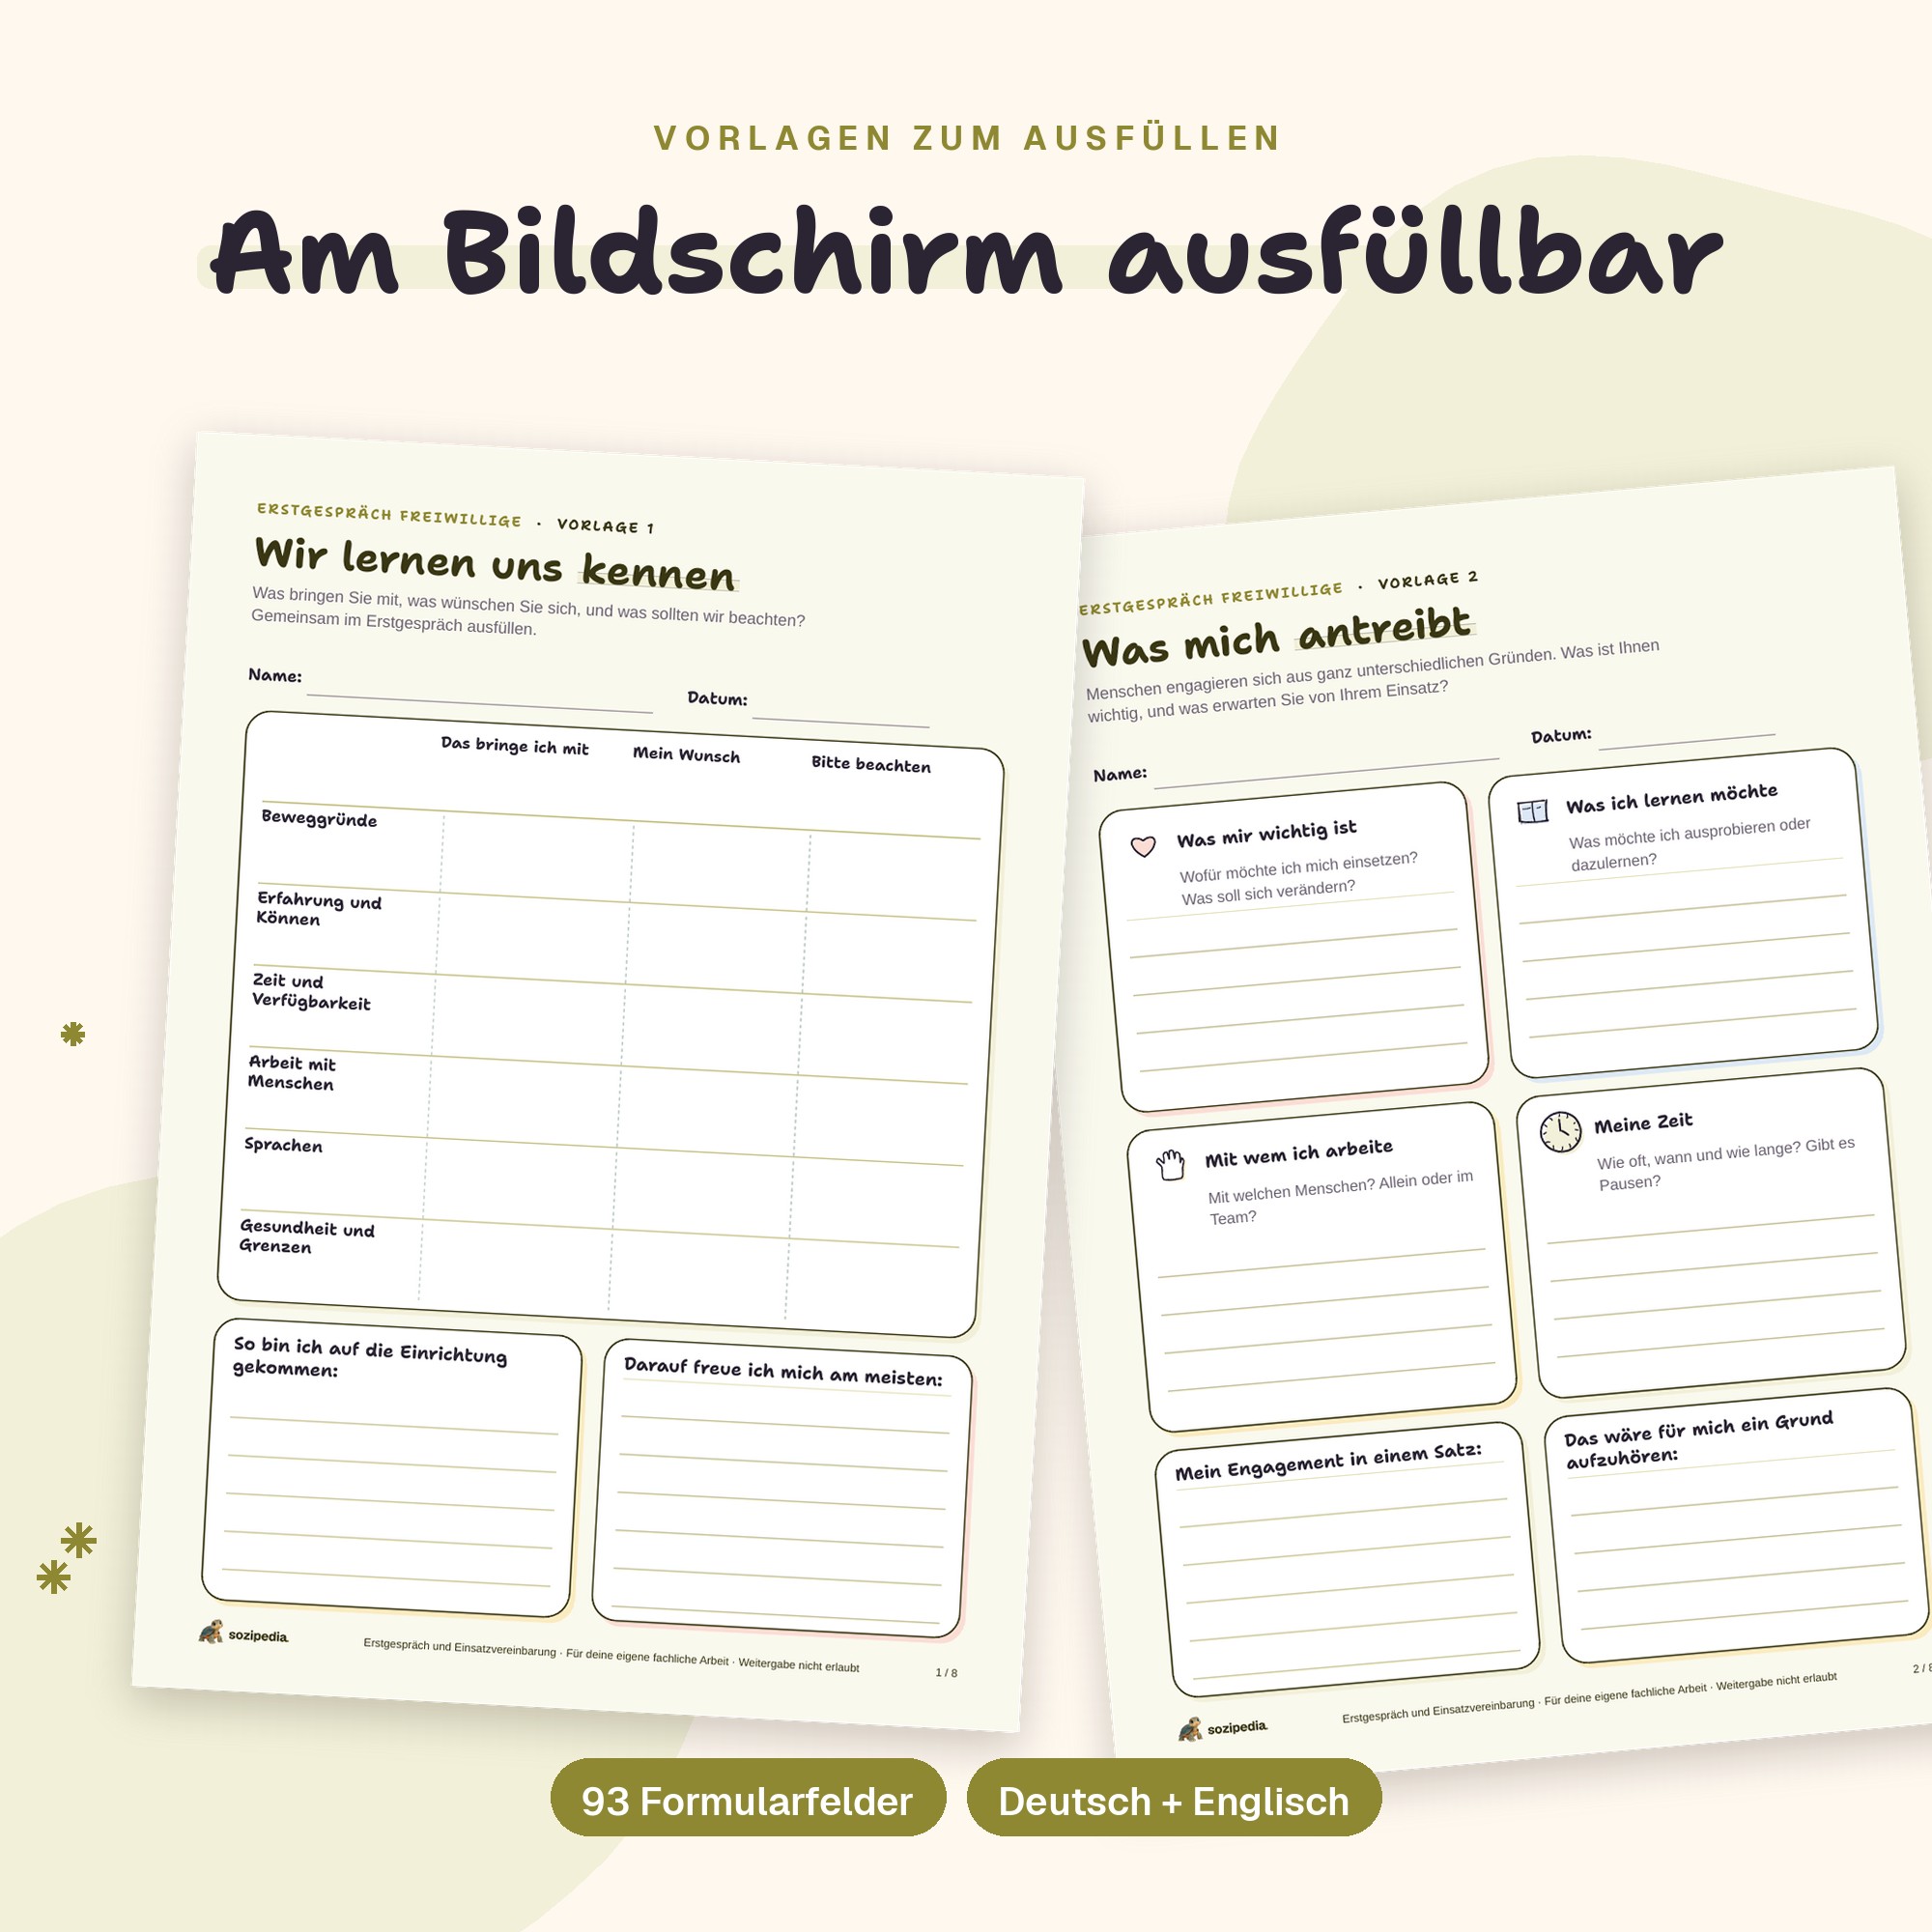 VORLAGEN ZUM AUSFÜLLEN
Am Bildschirm ausfüllbar
ERSTGESPRÄCH FREIWILLIGE · VORLAGE 1
Wir lernen uns kennen
Was bringen Sie mit, was wünschen Sie sich, und was sollten wir beachten?
Gemeinsam im Erstgespräch ausfüllen.
Name:
Datum:
Das bringe ich mit
Mein Wunsch
Bitte beachten
Beweggründe
Erfahrung und
Können
Zeit und
Verfügbarkeit
Arbeit mit
Menschen
Sprachen
Gesundheit und
Grenzen
So bin ich auf die Einrichtung
gekommen:
Darauf freue ich mich am meisten:
sozipedia.
Erstgespräch und Einsatzvereinbarung · Für deine eigene fachliche Arbeit · Weitergabe nicht erlaubt
1 / 8
ERSTGESPRÄCH FREIWILLIGE · VORLAGE 2
Was mich antreibt
Menschen engagieren sich aus ganz unterschiedlichen Gründen. Was ist Ihnen
wichtig, und was erwarten Sie von Ihrem Einsatz?
Name:
Datum:
Was mir wichtig ist
Wofür möchte ich mich einsetzen?
Was soll sich verändern?
Was ich lernen möchte
Was möchte ich ausprobieren oder
dazulernen?
Mit wem ich arbeite
Mit welchen Menschen? Allein oder im
Team?
Meine Zeit
Wie oft, wann und wie lange? Gibt es
Pausen?
Mein Engagement in einem Satz:
Das wäre für mich ein Grund
aufzuhören:
sozipedia.
Erstgespräch und Einsatzvereinbarung · Für deine eigene fachliche Arbeit · Weitergabe nicht erlaubt
2 / 8
93 Formularfelder
Deutsch + Englisch